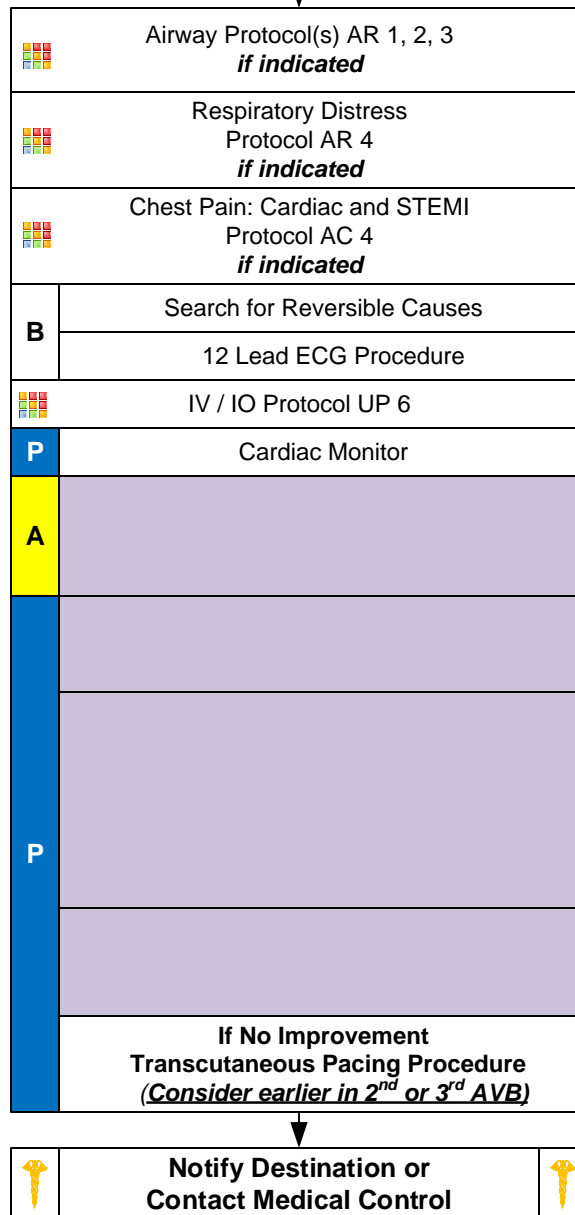 Airway Protocol(s) AR 1, 2, 3
if indicated
Respiratory Distress
Protocol AR 4
if indicated
Chest Pain: Cardiac and STEMI
Protocol AC 4
if indicated
B
Search for Reversible Causes
12 Lead ECG Procedure
IV / IO Protocol UP 6
P
Cardiac Monitor
A
P
If No Improvement
Transcutaneous Pacing Procedure
(Consider earlier in 2nd or 3rd AVB)
Notify Destination or
Contact Medical Control